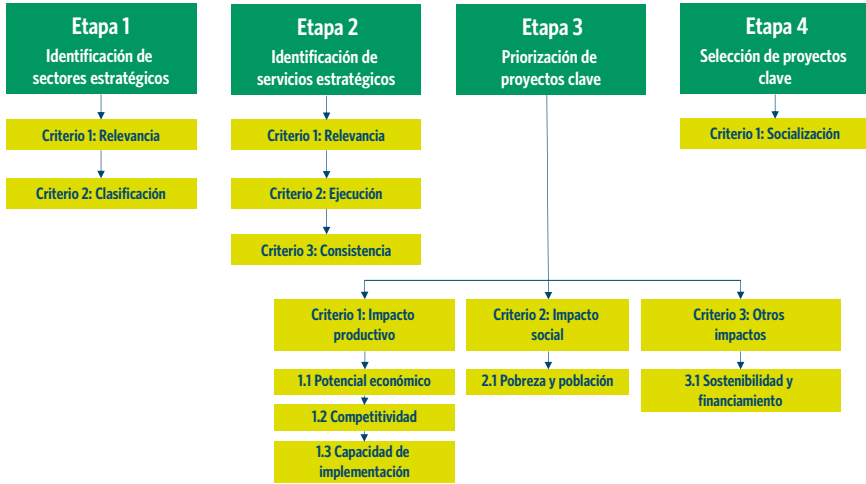 Etapa 1
Identificación de
sectores estratégicos
Criterio 1: Relevancia
Criterio 2: Clasificación
Etapa 2
Identificación de
servicios estratégicos
Criterio 1: Relevancia
Criterio 2: Ejecución
Criterio 3: Consistencia
Etapa 3
Priorización de
proyectos clave
Criterio 1: Impacto
productivo
1.1 Potencial económico
1.2 Competitividad
1.3 Capacidad de
implementación
Criterio 2: Impacto
social
2.1 Pobreza y población
Criterio 3: Otros
impactos
3.1 Sostenibilidad y
financiamiento
Etapa 4
Selección de proyectos
clave
Criterio 1: Socialización